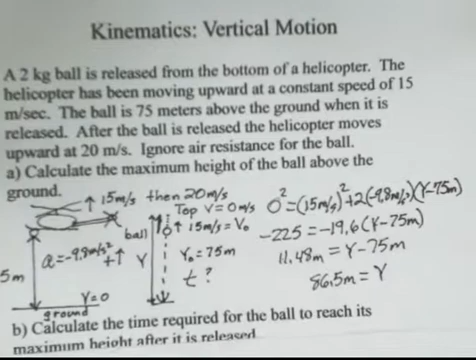 Kinematics: Vertical Motion
A 2 kg ball is released from the bottom of a helicopter. The
helicopter has been moving upward at a constant speed of 15
m/sec. The ball is 75 meters above the ground when it is
released. After the ball is released the helicopter moves
upward at 20 m/s. Ignore air resistance for the ball.
a) Calculate the maximum height of the ball above the
ground.
↑ 15m/s then 20m/s
Top V=0m/s
0²=(15m/s)²+2(-9.8m/s²)(Y-75m)
ball
↑ 15m/s=V₀
-225=-19.6(Y-75m)
a=-9.8m/s²
+↑
Y
Y₀=75m
11.48m=Y-75m
5m
t?
86.5m=Y
Y=0
ground
b) Calculate the time required for the ball to reach its
maximum height after it is released